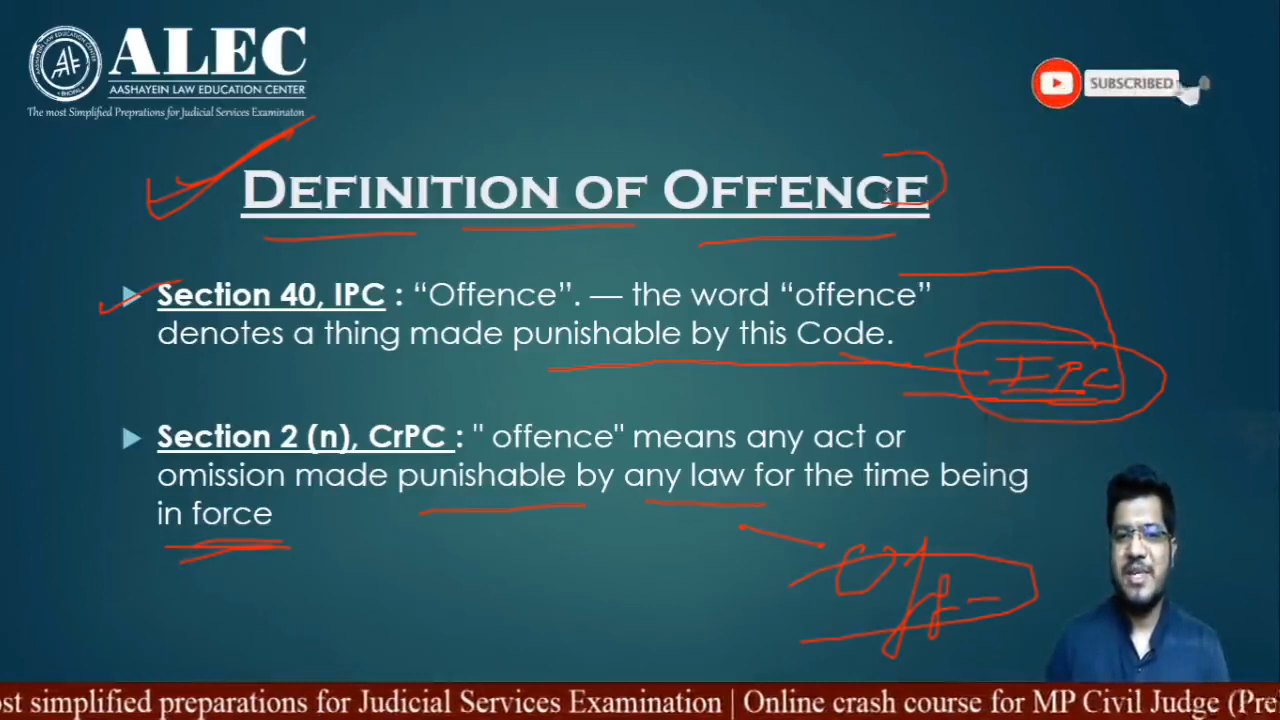 ALEC
AASHAYEIN LAW EDUCATION CENTER
The most Simplified Preprations for Judicial Services Examinaton
SUBSCRIBED
DEFINITION OF OFFENCE
Section 40, IPC : “Offence”. — the word “offence”
denotes a thing made punishable by this Code.
IPC
Section 2 (n), CrPC : " offence" means any act or
omission made punishable by any law for the time being
in force
ost simplified preparations for Judicial Services Examination | Online crash course for MP Civil Judge (Pre